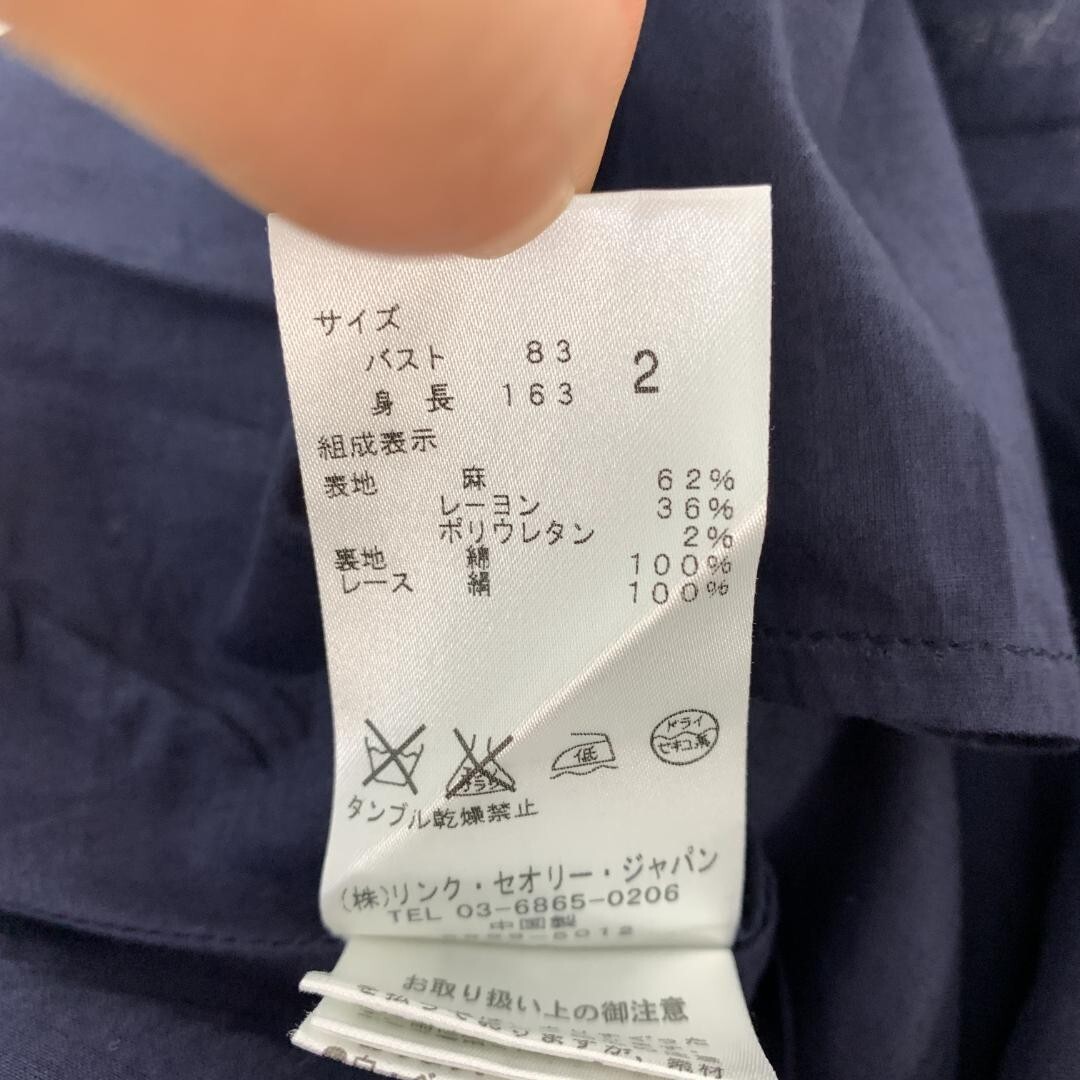 サイズ
バスト 83 2
身 長 163
組成表示
表地 麻 62%
レーヨン 36%
ポリウレタン 2%
裏地 綿 100%
レース 絹 100%
エンソ
低
ドライ
セキユ系
タンブル乾燥禁止
(株)リンク・セオリー・ジャパン
TEL 03-6865-0206
中国製
お取り扱い上の御注意